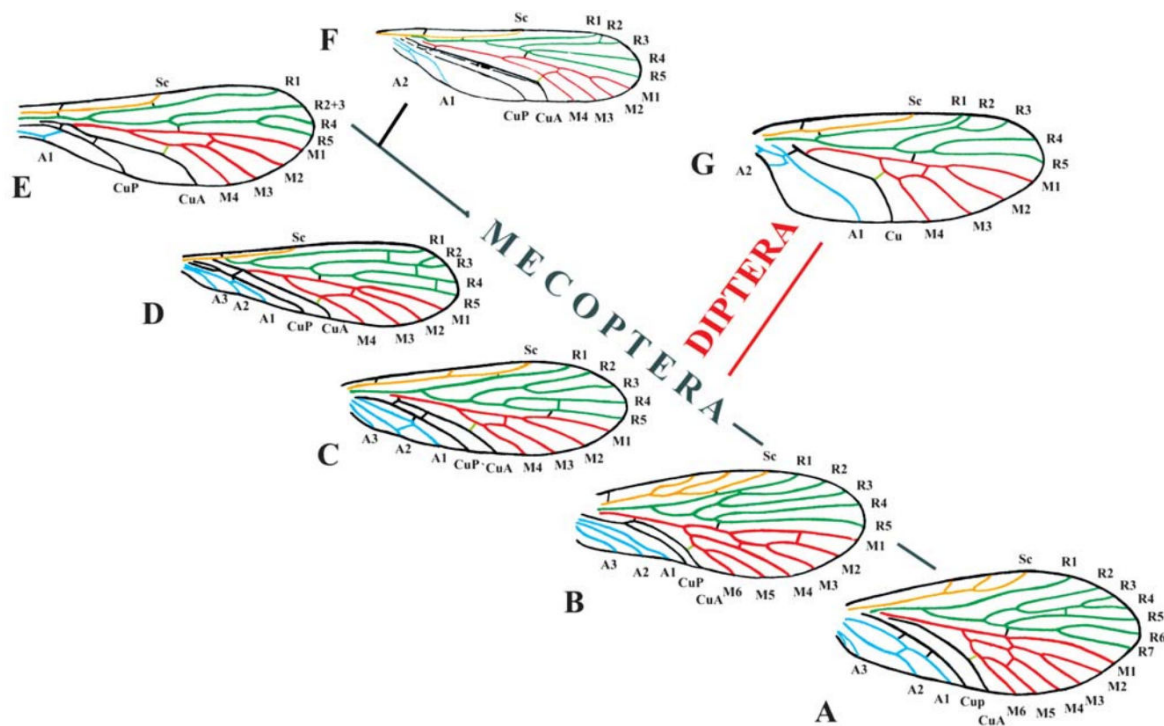 F
Sc
R1
R2
R3
R4
R5
M1
M2
M3
M4
CuA
CuP
A1
A2
E
Sc
R1
R2+3
R4
R5
M1
M2
M3
M4
CuA
CuP
A1
G
Sc
R1
R2
R3
R4
R5
M1
M2
M3
M4
Cu
A1
A2
MECOPTERA
DIPTERA
D
Sc
R1
R2
R3
R4
R5
M1
M2
M3
M4
CuA
CuP
A1
A2
A3
C
Sc
R1
R2
R3
R4
R5
M1
M2
M3
M4
CuA
CuP
A1
A2
A3
B
Sc
R1
R2
R3
R4
R5
M1
M2
M3
M4
M5
M6
CuA
CuP
A1
A2
A3
A
Sc
R1
R2
R3
R4
R5
R6
R7
M1
M2
M3
M4
M5
M6
CuA
Cup
A1
A2
A3